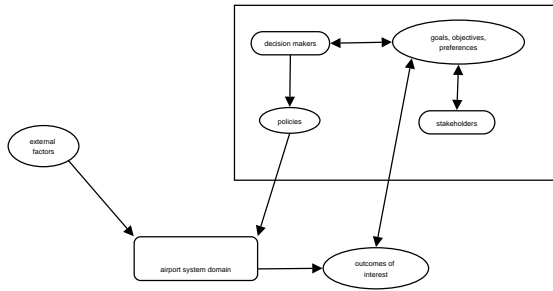 goals, objectives,
preferences
decision makers
policies
stakeholders
external
factors
airport system domain
outcomes of
interest